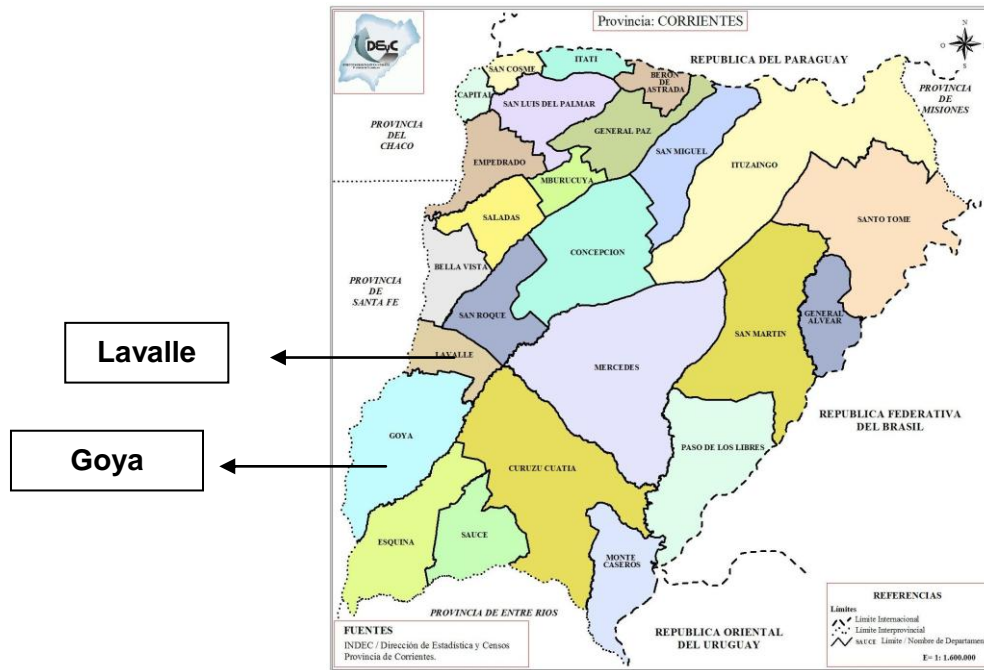 DEyC
Provincia: CORRIENTES
N
O
S
REPUBLICA DEL PARAGUAY
PROVINCIA
DE
MISIONES
PROVINCIA
DEL
CHACO
SAN COSME
ITATI
BERON
DE
ASTRADA
CAPITAL
SAN LUIS DEL PALMAR
GENERAL PAZ
SAN MIGUEL
ITUZAINGO
EMPEDRADO
MBURUCUYA
SALADAS
CONCEPCION
SANTO TOME
BELLA VISTA
PROVINCIA
DE
SANTA FE
SAN ROQUE
SAN MARTIN
GENERAL
ALVEAR
Lavalle
LAVALLE
MERCEDES
REPUBLICA FEDERATIVA
DEL BRASIL
Goya
GOYA
PASO DE LOS LIBRES
CURUZU CUATIA
ESQUINA
SAUCE
MONTE
CASEROS
PROVINCIA DE ENTRE RIOS
REPUBLICA ORIENTAL
DEL URUGUAY
FUENTES
INDEC / Dirección de Estadística y Censos
Provincia de Corrientes.
REFERENCIAS
Límites
Límite Internacional
Límite Interprovincial
SAUCE Límite / Nombre de Departamen
E= 1: 1.600.000